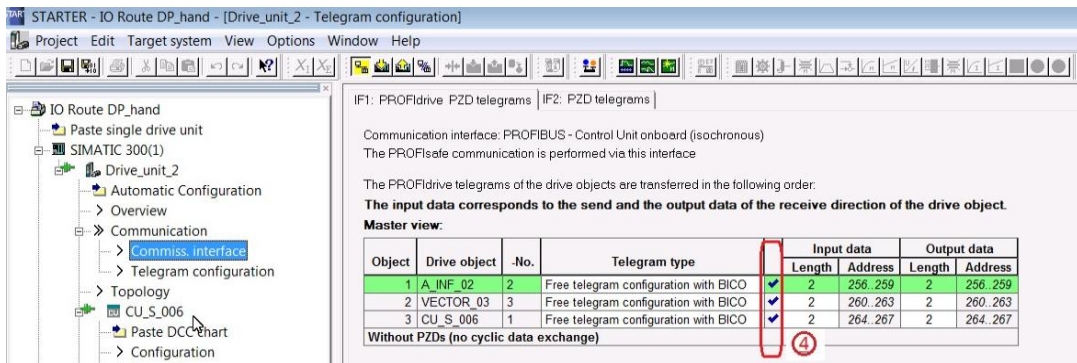 STARTER - IO Route DP_hand - [Drive_unit_2 - Telegram configuration]
Project Edit Target system View Options Window Help
IO Route DP_hand
Paste single drive unit
SIMATIC 300(1)
Drive_unit_2
Automatic Configuration
> Overview
» Communication
> Commiss. interface
> Telegram configuration
> Topology
CU_S_006
Paste DCC chart
> Configuration
IF1: PROFIdrive PZD telegrams IF2: PZD telegrams
Communication interface: PROFIBUS - Control Unit onboard (isochronous)
The PROFIsafe communication is performed via this interface
The PROFIdrive telegrams of the drive objects are transferred in the following order:
The input data corresponds to the send and the output data of the receive direction of the drive object.
Master view:
Object Drive object -No. Telegram type Input data Output data
Length Address Length Address
1 A_INF_02 2 Free telegram configuration with BICO ✔ 2 256..259 2 256..259
2 VECTOR_03 3 Free telegram configuration with BICO ✔ 2 260..263 2 260..263
3 CU_S_006 1 Free telegram configuration with BICO ✔ 2 264..267 2 264..267
Without PZDs (no cyclic data exchange)
④